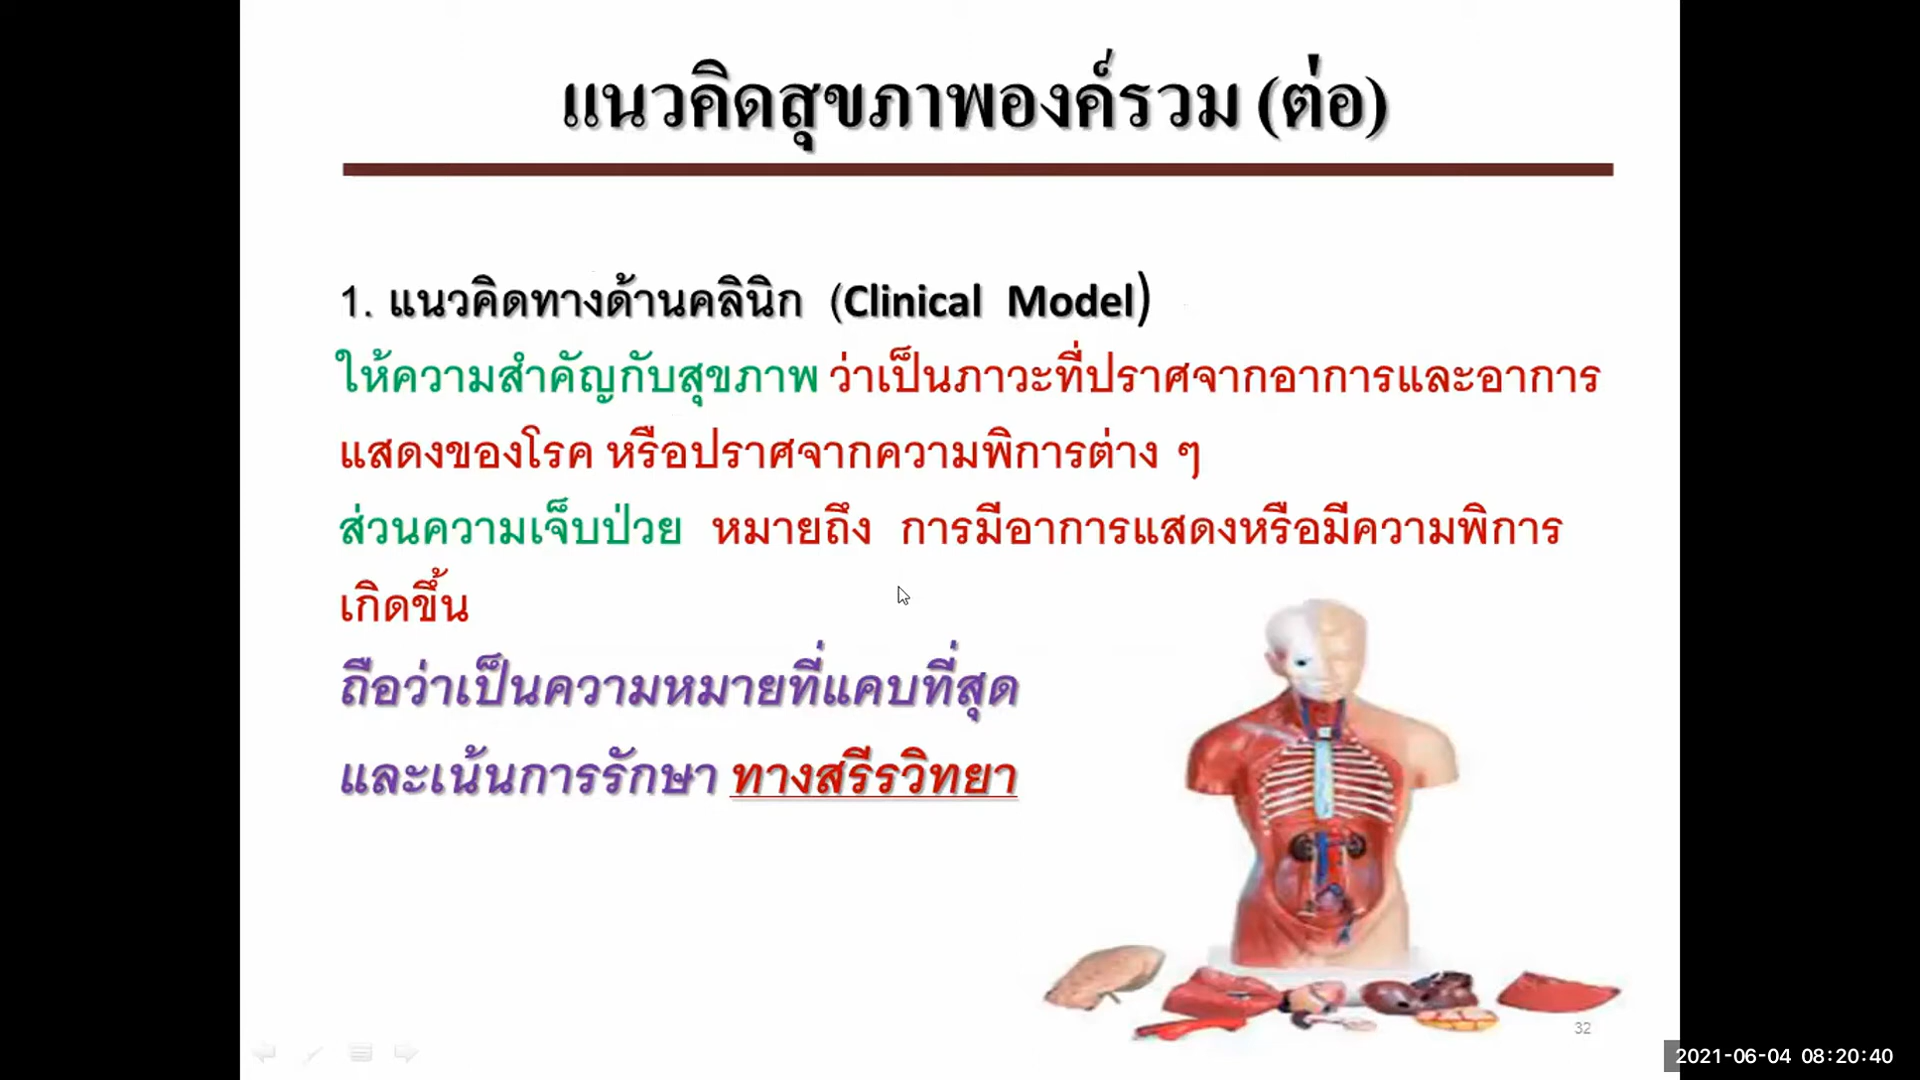 แนวคิดสุขภาพองค์รวม (ต่อ)
1. แนวคิดทางด้านคลินิก (Clinical Model)
ให้ความสำคัญกับสุขภาพ ว่าเป็นภาวะที่ปราศจากอาการและอาการ
แสดงของโรค หรือปราศจากความพิการต่าง ๆ
ส่วนความเจ็บป่วย หมายถึง การมีอาการแสดงหรือมีความพิการ
เกิดขึ้น
ถือว่าเป็นความหมายที่แคบที่สุด
และเน้นการรักษา ทางสรีรวิทยา
32
2021-06-04 08:20:40